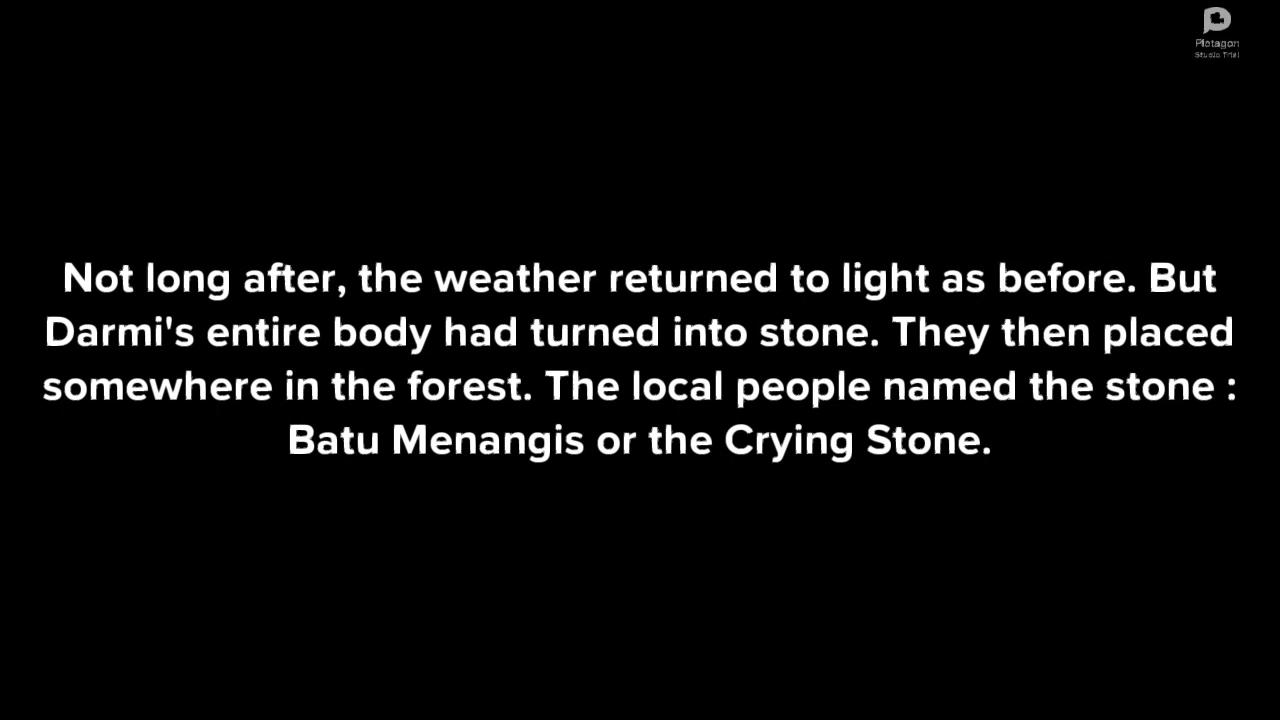 Plotagon
Studio Trial
Not long after, the weather returned to light as before. But
Darmi's entire body had turned into stone. They then placed
somewhere in the forest. The local people named the stone :
Batu Menangis or the Crying Stone.